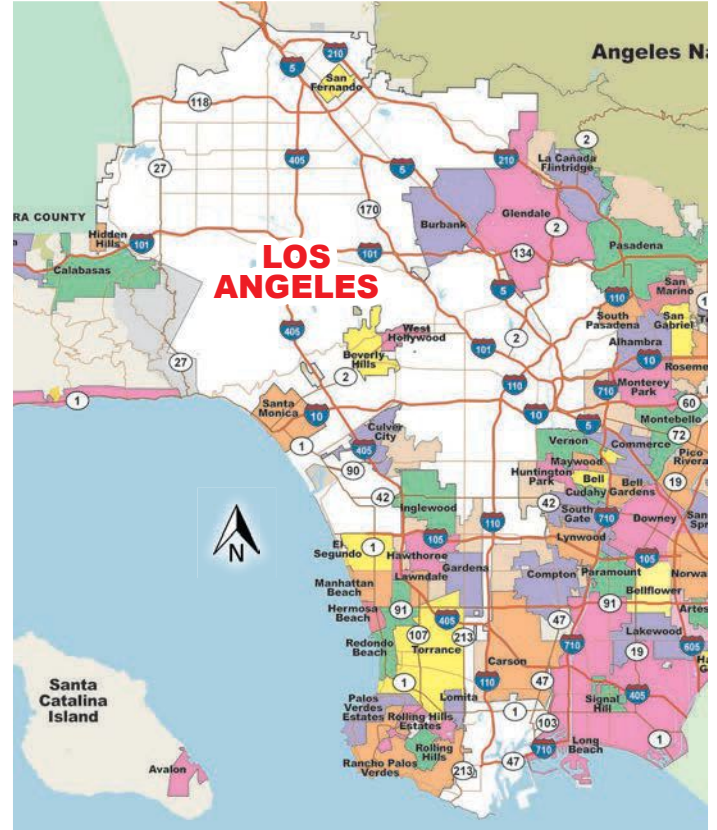 210
5
Angeles Na
San
Fernando
118
405
27
2
210
La Cañada
Flintridge
5
170
RA COUNTY
Hidden
Hills
101
Calabasas
Burbank
Glendale
2
134
101
Pasadena
LOS
ANGELES
5
San
Marino
110
South
Pasadena
San
Gabriel
405
West
Hollywood
Beverly
Hills
2
101
2
Alhambra
10
Roseme
27
110
710
Monterey
Park
1
Santa
Monica
10
10
5
60
Montebello
72
Culver
City
405
1
90
Vernon
Commerce
Pico
Rivera
Maywood
Huntington
Park
Bell
Bell
Gardens
Cudahy
19
42
Inglewood
42
South
Gate
710
Downey
San
Spr
110
El
Segundo
1
105
Hawthorne
Lawndale
Gardena
Lynwood
105
Compton
Paramount
Norwa
Manhattan
Beach
Bellflower
Hermosa
Beach
91
91
Artes
405
107
213
47
Lakewood
Redondo
Beach
Torrance
710
19
605
Carson
Santa
Catalina
Island
1
110
47
405
Signal
Hill
Palos
Verdes
Estates
Lomita
Rolling Hills
Estates
1
103
1
Rolling
Hills
710
Long
Beach
Avalon
Rancho Palos
Verdes
213
47
N